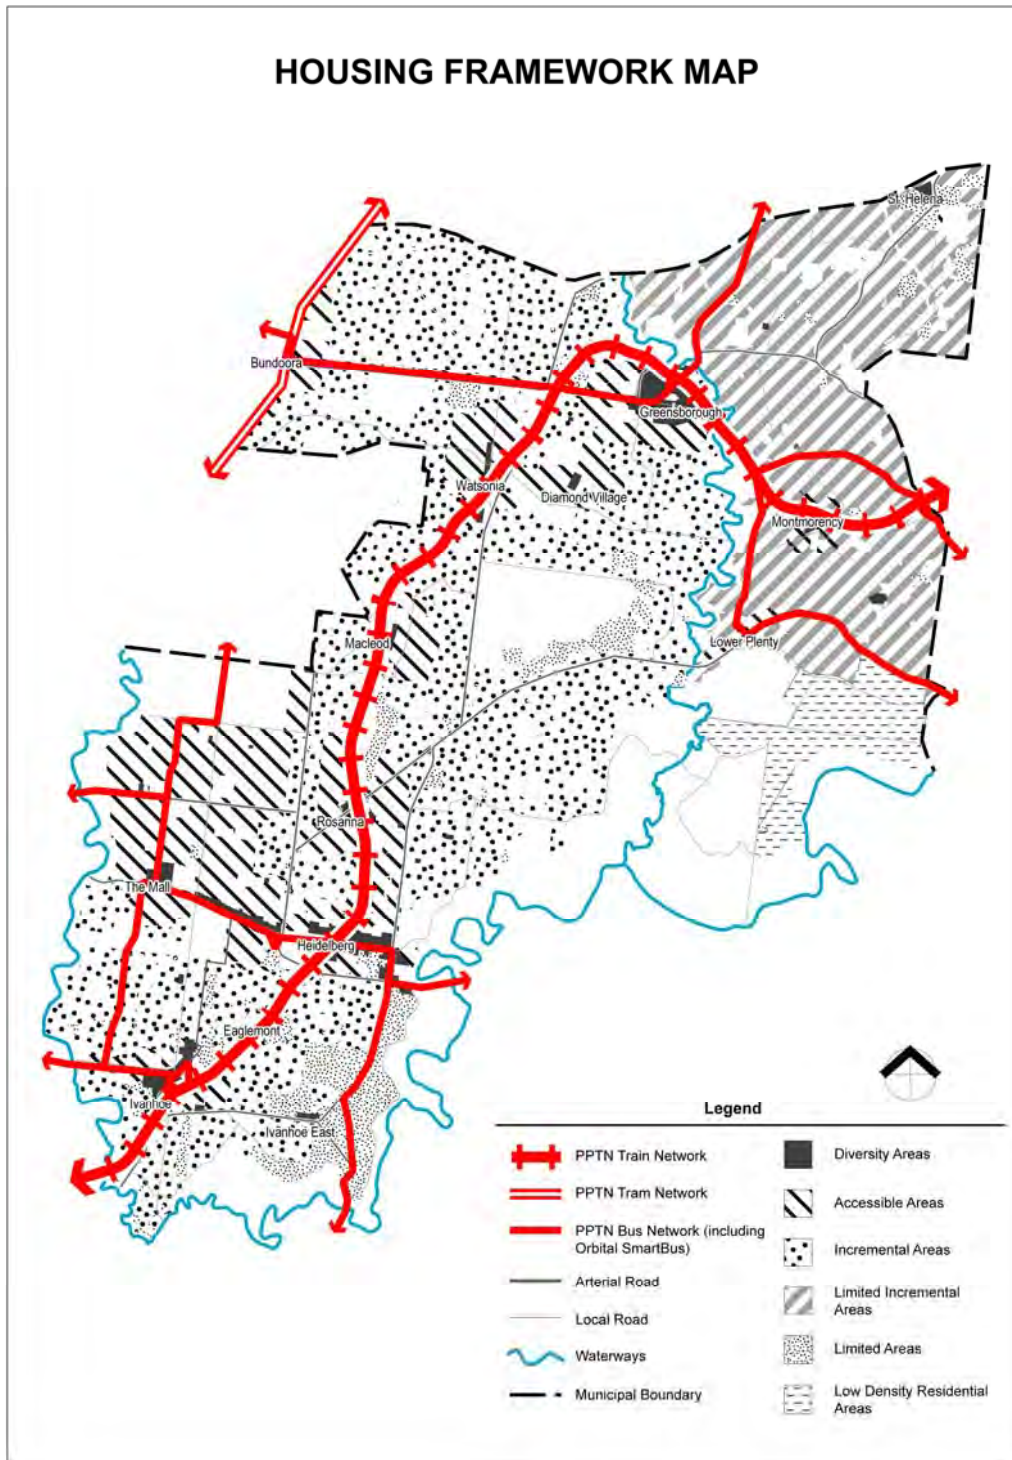 HOUSING FRAMEWORK MAP
St. Helena
Bundoora
Greensborough
Watsonia
Diamond Village
Montmorency
Macleod
Lower Plenty
Rosanna
The Mall
Heidelberg
Eaglemont
Ivanhoe
Ivanhoe East
Legend
PPTN Train Network
PPTN Tram Network
PPTN Bus Network (including
Orbital SmartBus)
Arterial Road
Local Road
Waterways
Municipal Boundary
Diversity Areas
Accessible Areas
Incremental Areas
Limited Incremental
Areas
Limited Areas
Low Density Residential
Areas